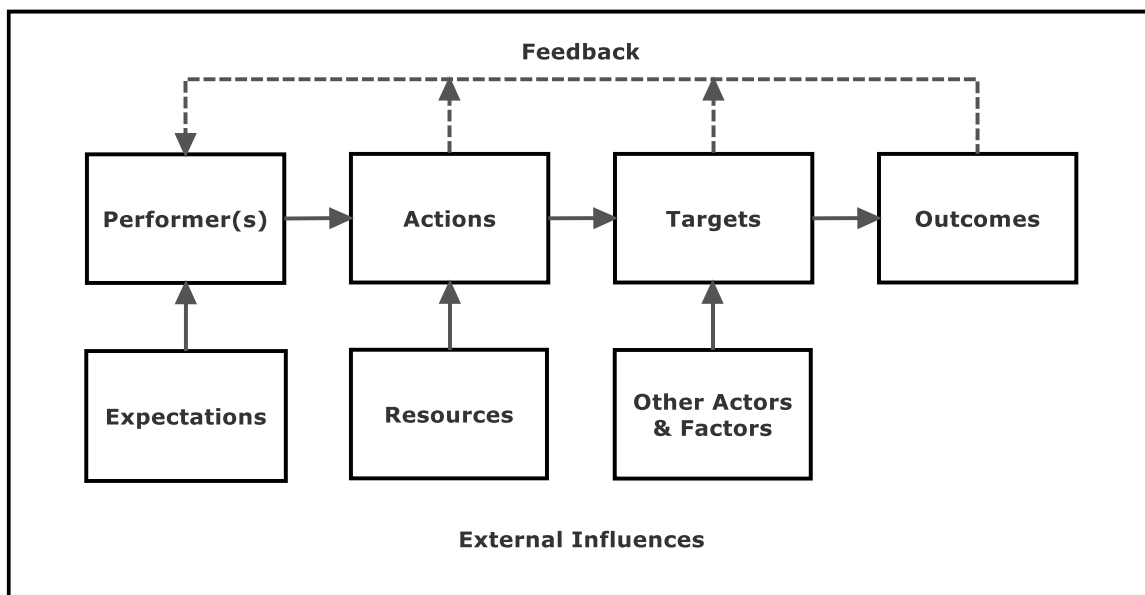 Feedback
Performer(s)
Actions
Targets
Outcomes
Expectations
Resources
Other Actors
& Factors
External Influences